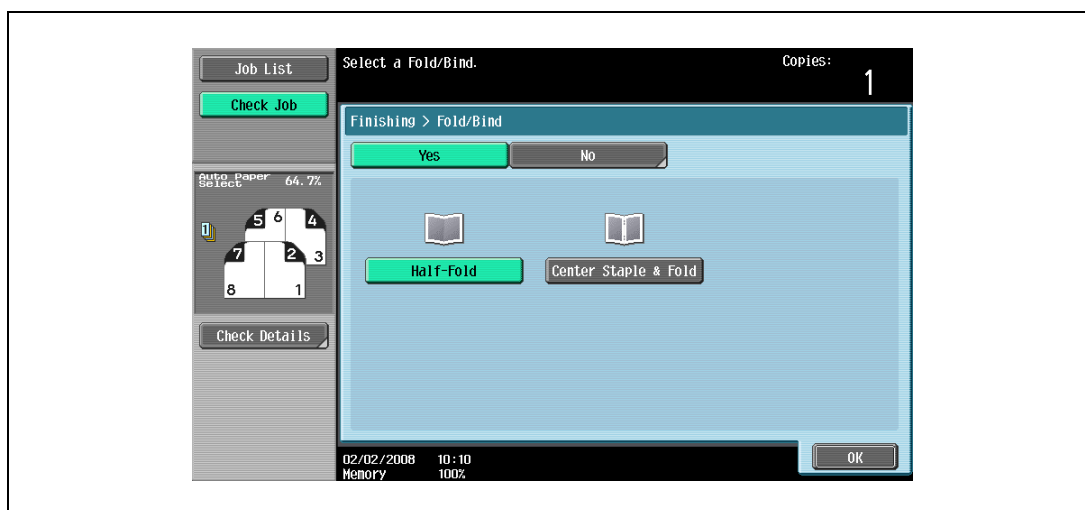 Job List
Check Job
Select a Fold/Bind.
Copies:
1
Finishing > Fold/Bind
Yes
No
Auto Paper
Select 64.7%
1
5 6 4
7 2 3
8 1
Half-Fold
Center Staple & Fold
Check Details
02/02/2008 10:10
Memory 100%
OK